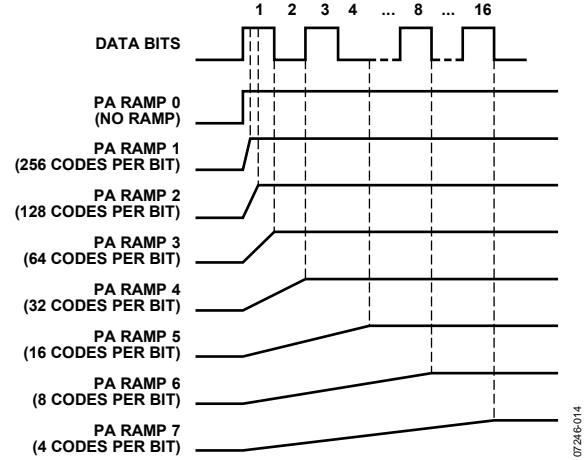 1 2 3 4 ... 8 ... 16
DATA BITS
PA RAMP 0
(NO RAMP)
PA RAMP 1
(256 CODES PER BIT)
PA RAMP 2
(128 CODES PER BIT)
PA RAMP 3
(64 CODES PER BIT)
PA RAMP 4
(32 CODES PER BIT)
PA RAMP 5
(16 CODES PER BIT)
PA RAMP 6
(8 CODES PER BIT)
PA RAMP 7
(4 CODES PER BIT)
07246-014